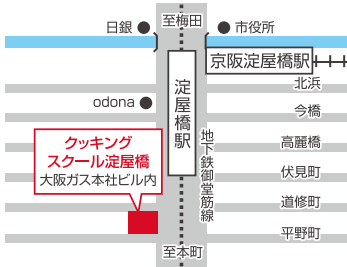 至梅田
日銀
市役所
京阪淀屋橋駅
北浜
淀屋橋駅
odona
今橋
地下鉄御堂筋線
高麗橋
クッキング
スクール淀屋橋
大阪ガス本社ビル内
伏見町
道修町
平野町
至本町